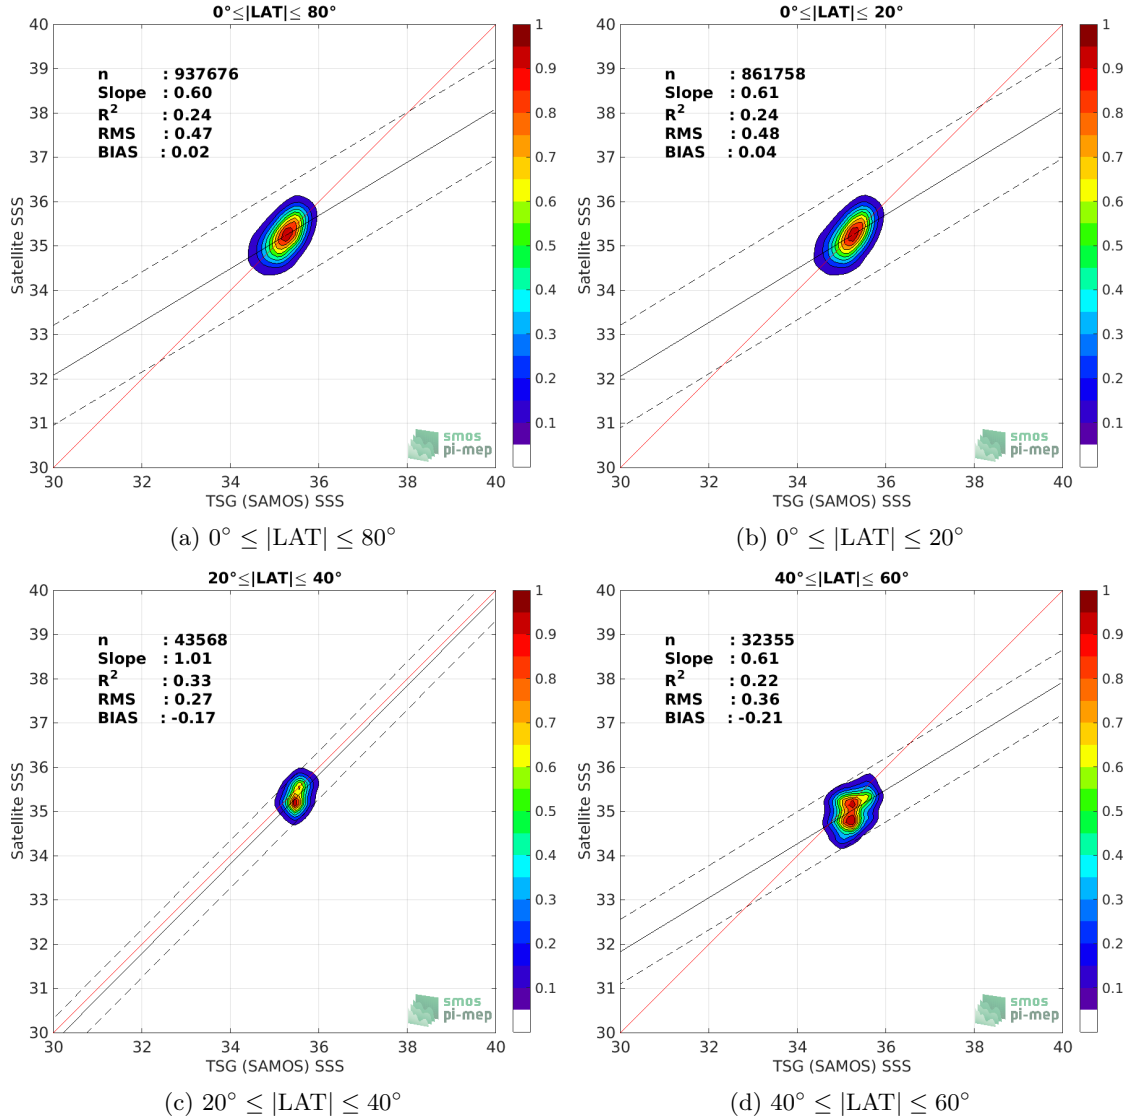 0°≤|LAT|≤ 80°
n : 937676
Slope : 0.60
R² : 0.24
RMS : 0.47
BIAS : 0.02
Satellite SSS
40
39
38
37
36
35
34
33
32
31
30
30 32 34 36 38 40
TSG (SAMOS) SSS
1
0.9
0.8
0.7
0.6
0.5
0.4
0.3
0.2
0.1
smos
pi-mep
(a) 0° ≤ |LAT| ≤ 80°
0°≤|LAT|≤ 20°
n : 861758
Slope : 0.61
R² : 0.24
RMS : 0.48
BIAS : 0.04
Satellite SSS
40
39
38
37
36
35
34
33
32
31
30
30 32 34 36 38 40
TSG (SAMOS) SSS
1
0.9
0.8
0.7
0.6
0.5
0.4
0.3
0.2
0.1
smos
pi-mep
(b) 0° ≤ |LAT| ≤ 20°
20°≤|LAT|≤ 40°
n : 43568
Slope : 1.01
R² : 0.33
RMS : 0.27
BIAS : -0.17
Satellite SSS
40
39
38
37
36
35
34
33
32
31
30
30 32 34 36 38 40
TSG (SAMOS) SSS
1
0.9
0.8
0.7
0.6
0.5
0.4
0.3
0.2
0.1
smos
pi-mep
(c) 20° ≤ |LAT| ≤ 40°
40°≤|LAT|≤ 60°
n : 32355
Slope : 0.61
R² : 0.22
RMS : 0.36
BIAS : -0.21
Satellite SSS
40
39
38
37
36
35
34
33
32
31
30
30 32 34 36 38 40
TSG (SAMOS) SSS
1
0.9
0.8
0.7
0.6
0.5
0.4
0.3
0.2
0.1
smos
pi-mep
(d) 40° ≤ |LAT| ≤ 60°